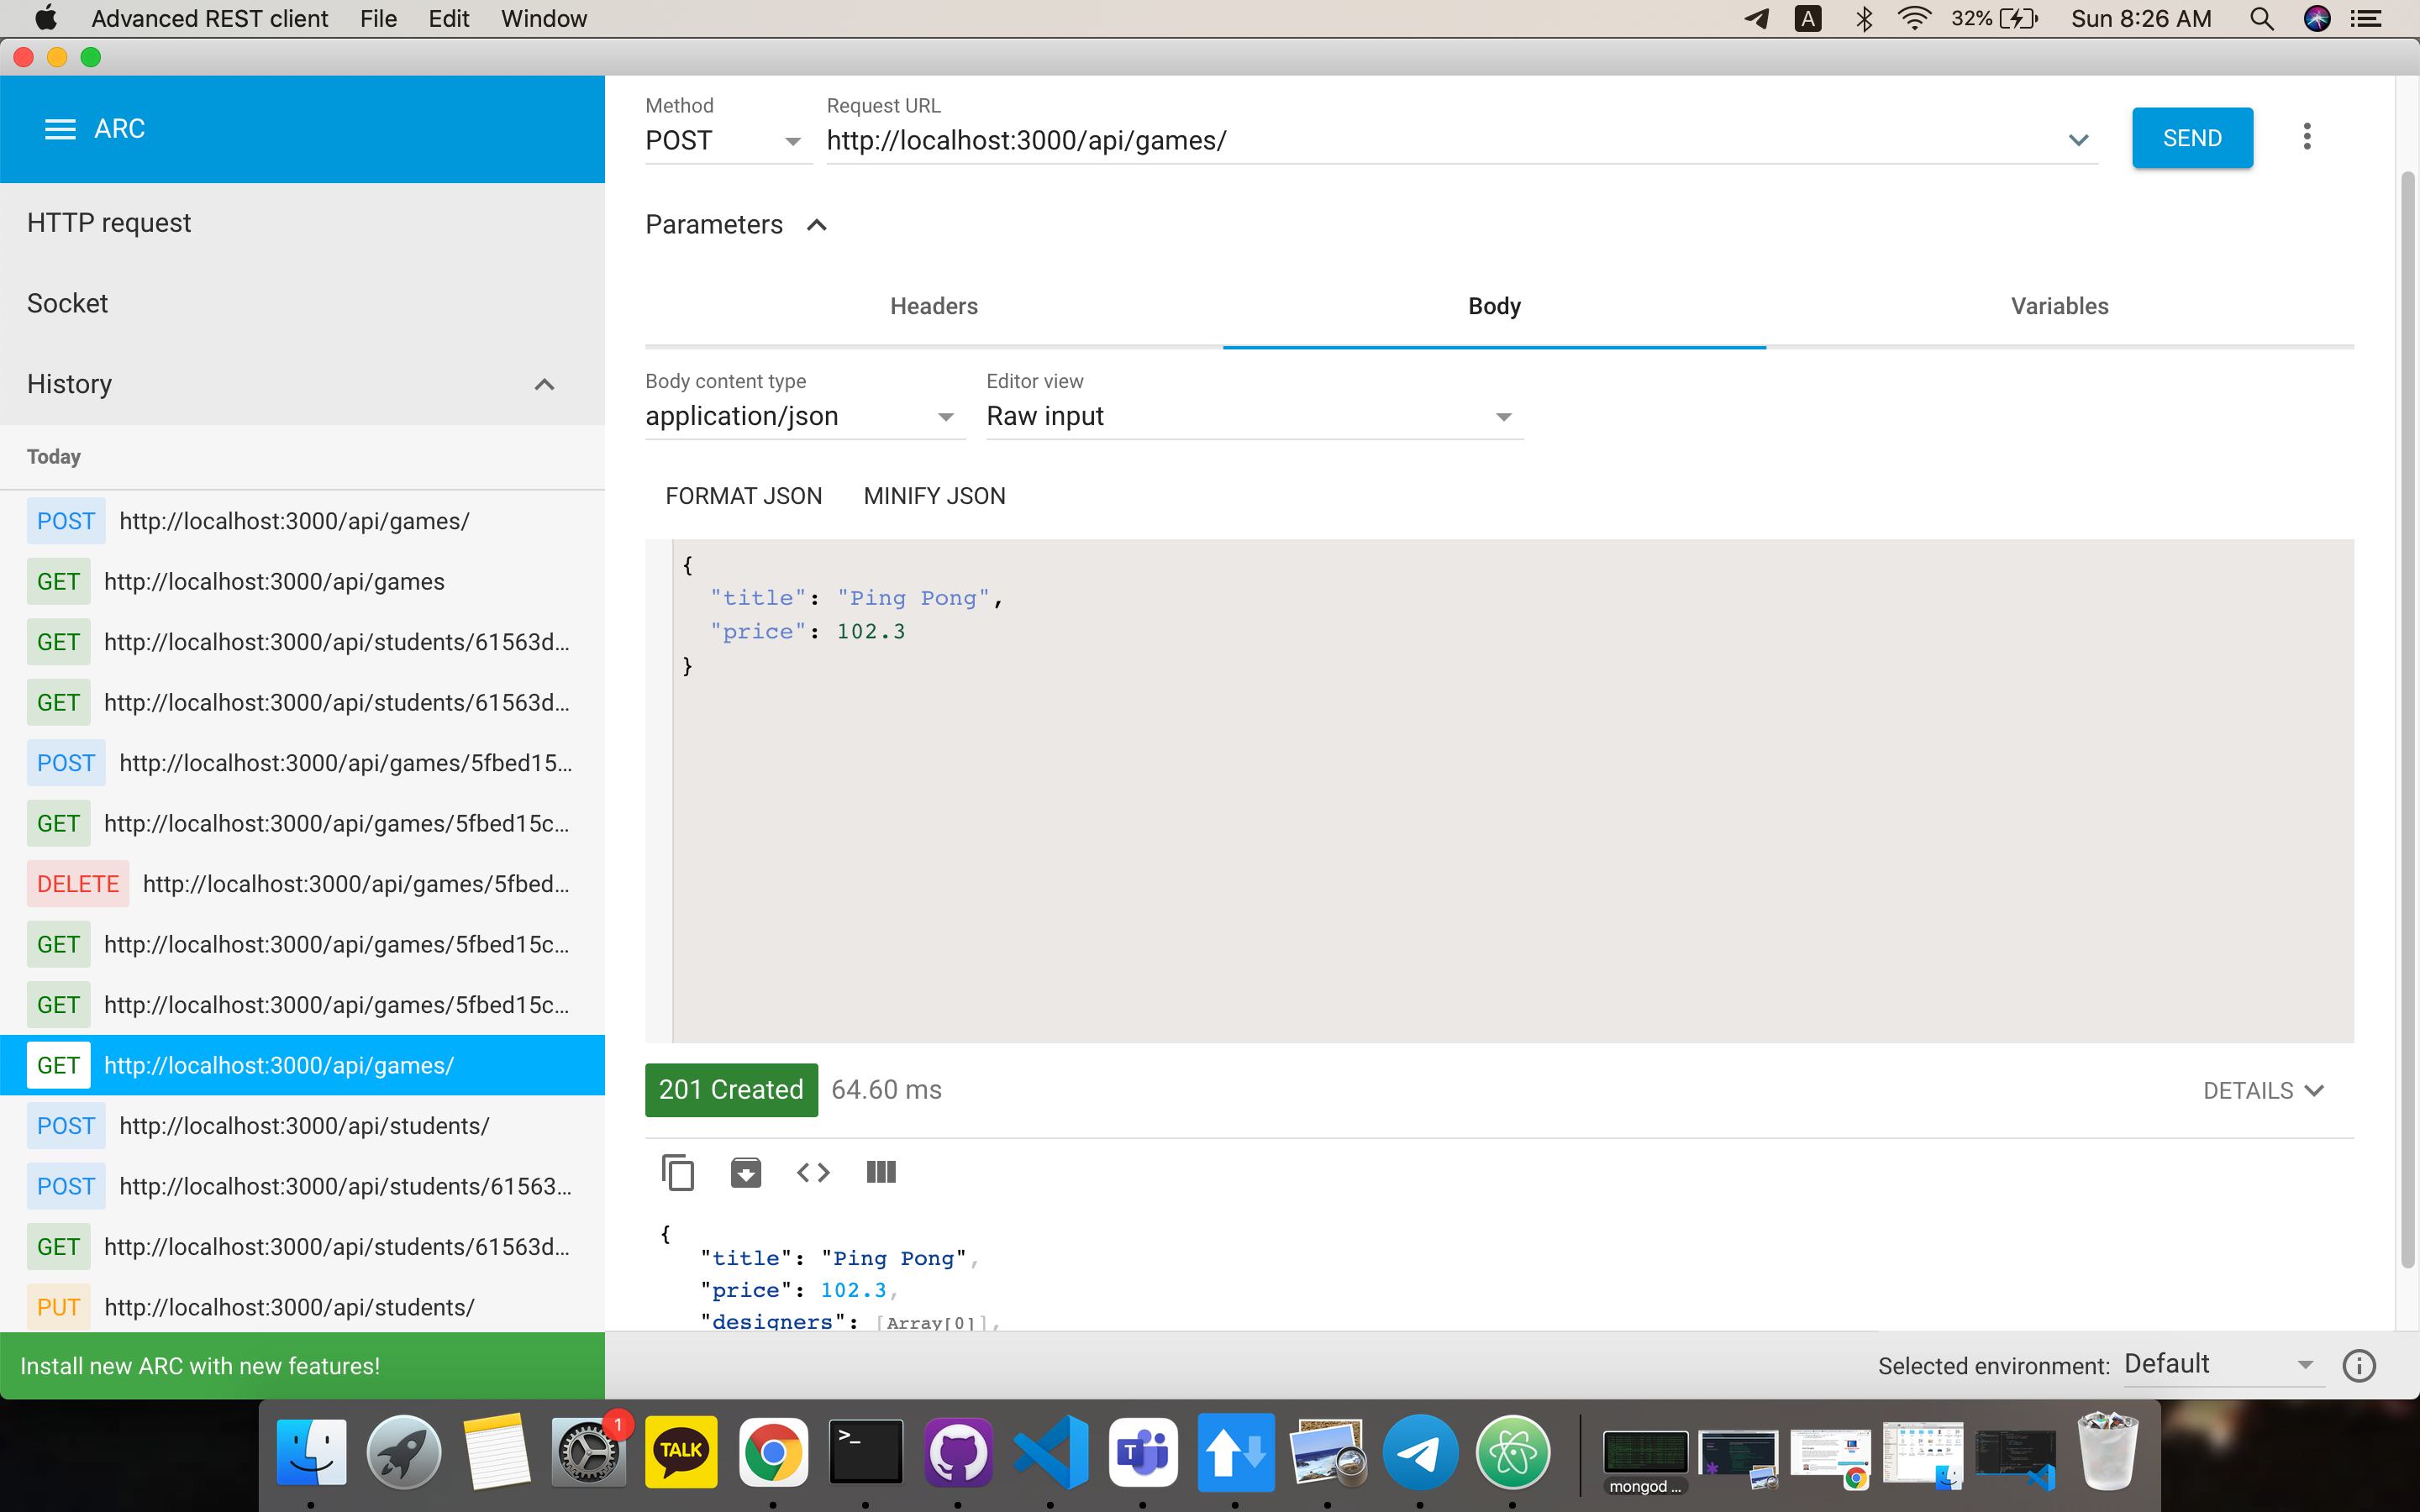 Advanced REST client File Edit Window A 32% Sun 8:26 AM
ARC
HTTP request
Socket
History
Today
POST http://localhost:3000/api/games/
GET http://localhost:3000/api/games
GET http://localhost:3000/api/students/61563d...
GET http://localhost:3000/api/students/61563d...
POST http://localhost:3000/api/games/5fbed15...
GET http://localhost:3000/api/games/5fbed15c...
DELETE http://localhost:3000/api/games/5fbed...
GET http://localhost:3000/api/games/5fbed15c...
GET http://localhost:3000/api/games/5fbed15c...
GET http://localhost:3000/api/games/
POST http://localhost:3000/api/students/
POST http://localhost:3000/api/students/61563...
GET http://localhost:3000/api/students/61563d...
PUT http://localhost:3000/api/students/
Install new ARC with new features!
Method
POST
Request URL
http://localhost:3000/api/games/
SEND
Parameters
Headers Body Variables
Body content type
application/json
Editor view
Raw input
FORMAT JSON MINIFY JSON
{
"title": "Ping Pong",
"price": 102.3
}
201 Created 64.60 ms DETAILS
{
"title": "Ping Pong",
"price": 102.3,
"designers": [Array[0]],
Selected environment: Default
1
TALK
>_
T
mongod ...